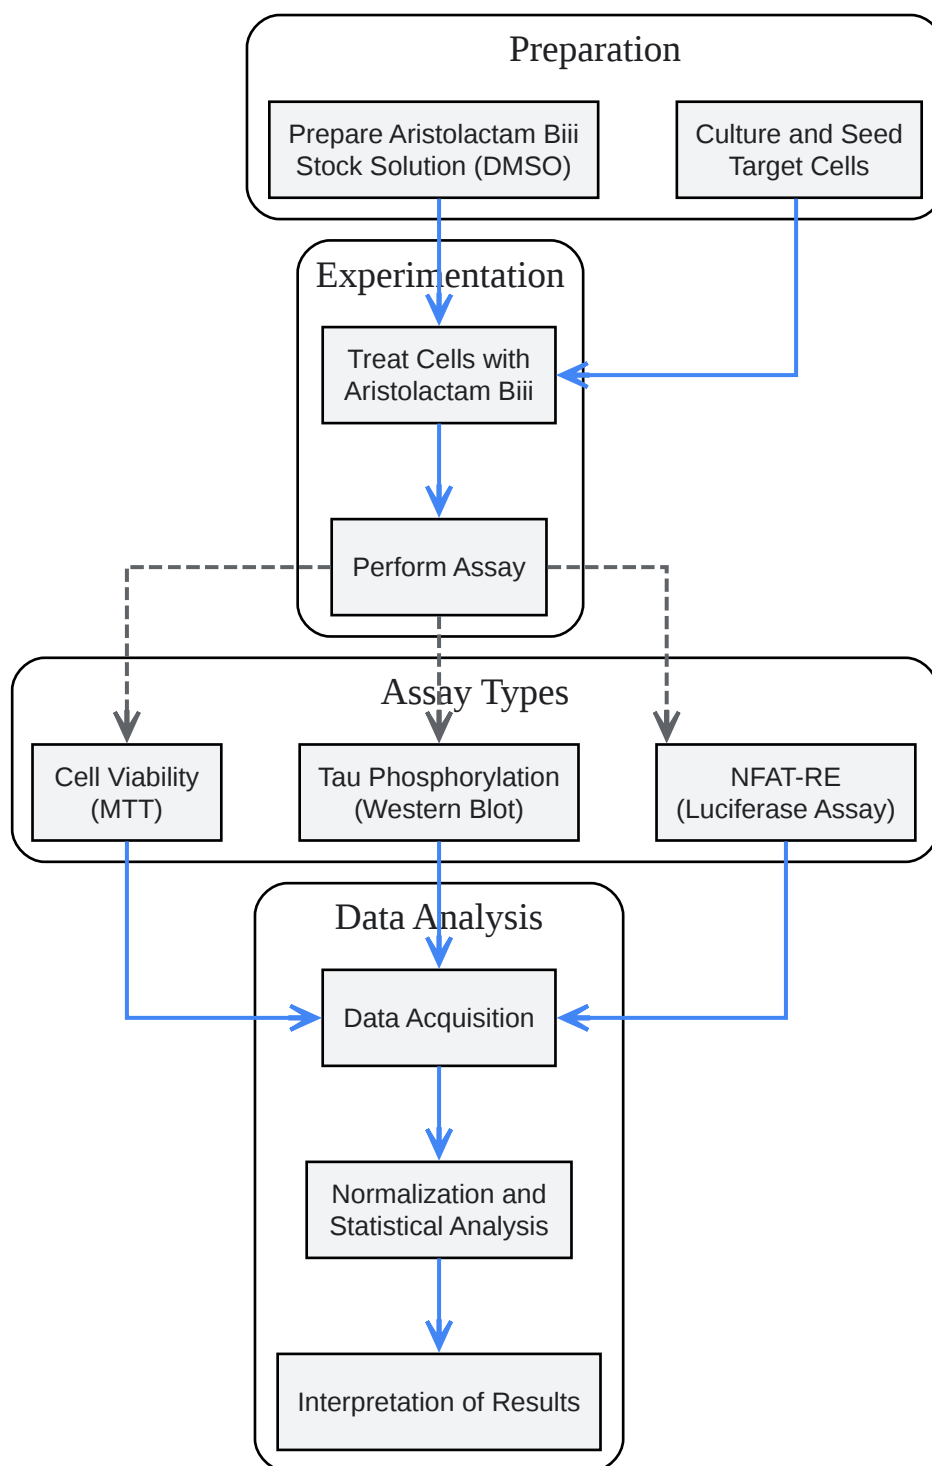 Preparation
Prepare Aristolactam Biii
Stock Solution (DMSO)
Culture and Seed
Target Cells
Experimentation
Treat Cells with
Aristolactam Biii
Perform Assay
Assay Types
Cell Viability
(MTT)
Tau Phosphorylation
(Western Blot)
NFAT-RE
(Luciferase Assay)
Data Analysis
Data Acquisition
Normalization and
Statistical Analysis
Interpretation of Results